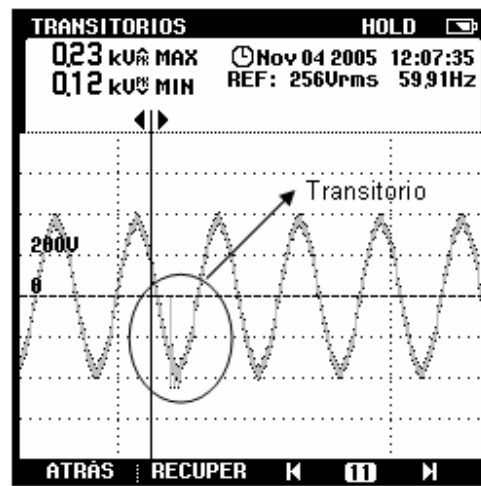 TRANSITORIOS HOLD
0,23 kV MAX Nov 04 2005 12:07:35
0,12 kV MIN REF: 256Vrms 59,91Hz
Transitorio
200V
0
ATRÁS RECUPER 11